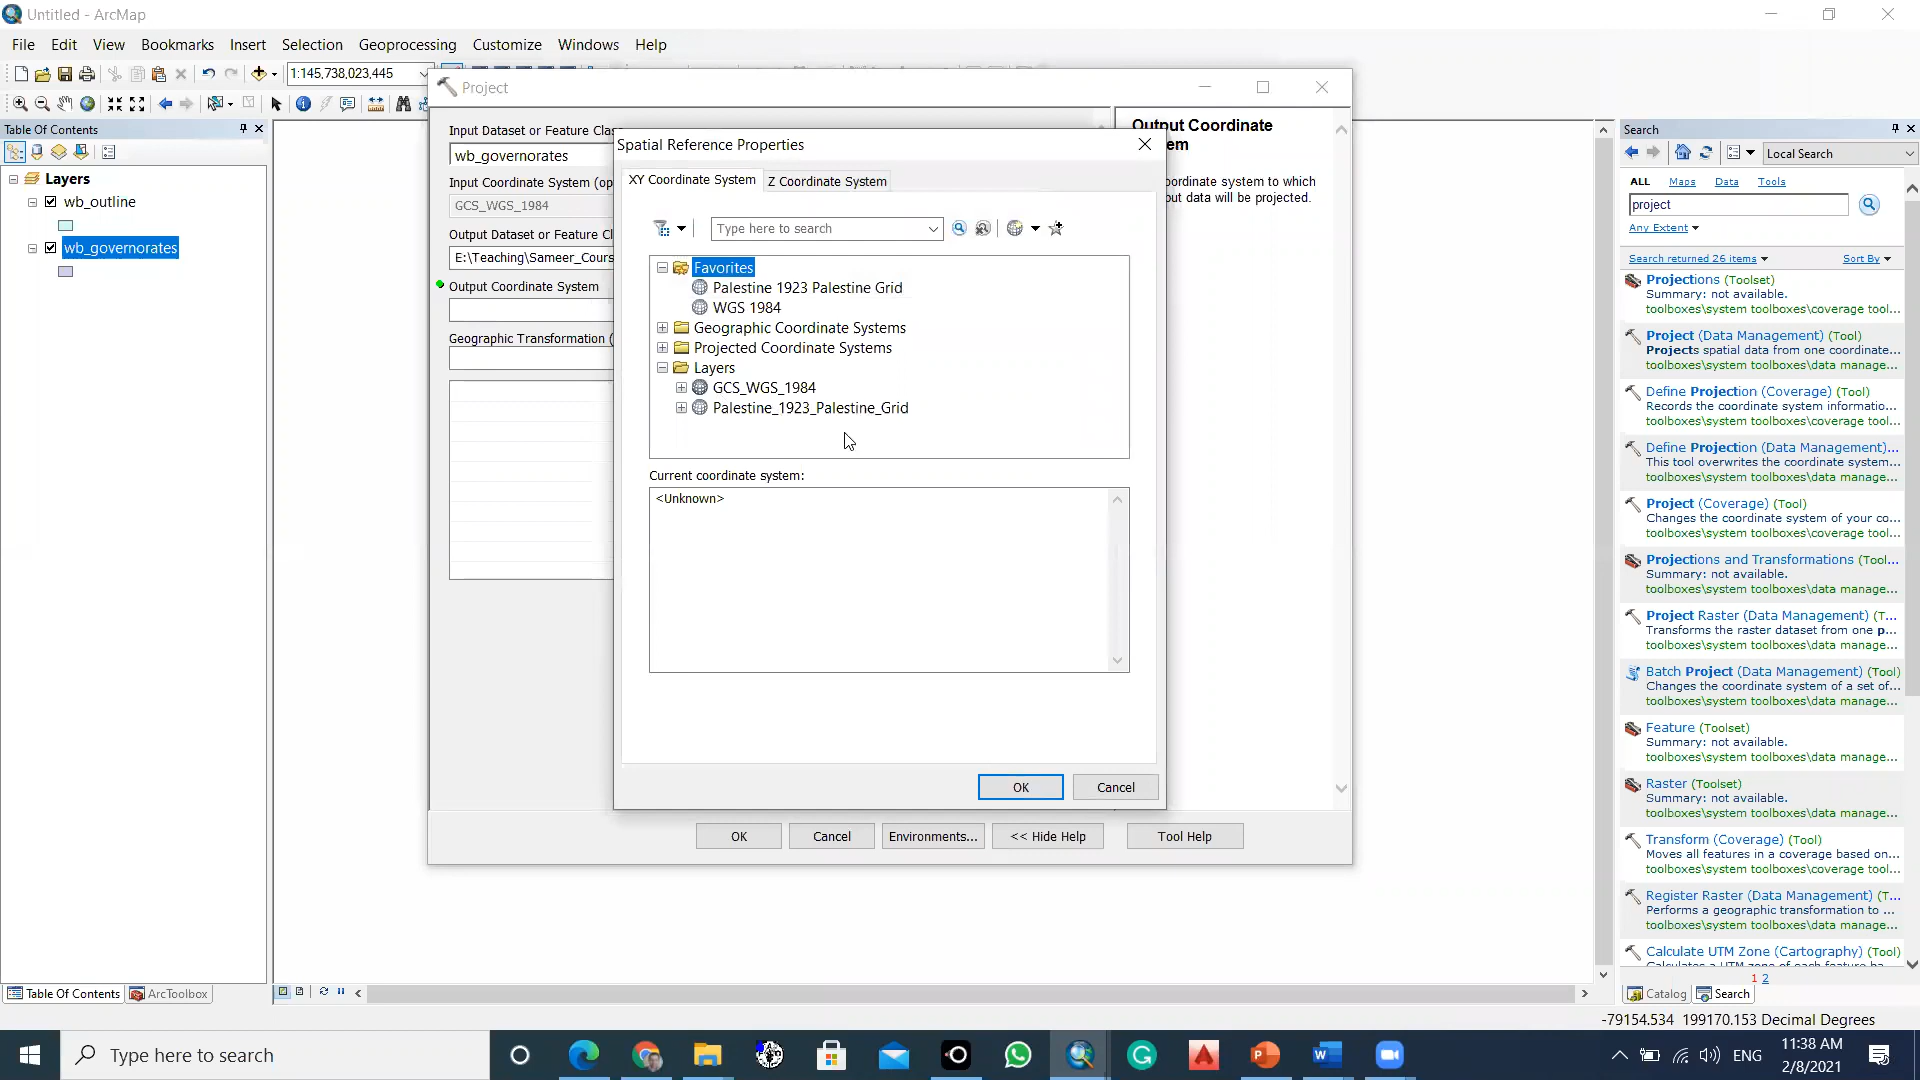 Untitled - ArcMap
File Edit View Bookmarks Insert Selection Geoprocessing Customize Windows Help
1:145,738,023,445
Table Of Contents
Layers
wb_outline
wb_governorates
Table Of Contents
ArcToolbox
Project
Input Dataset or Feature Clas
wb_governorates
Input Coordinate System (op
GCS_WGS_1984
Output Dataset or Feature Cl
E:\Teaching\Sameer_Cours
Output Coordinate System
Geographic Transformation (
Output Coordinate
em
oordinate system to which
put data will be projected.
OK
Cancel
Environments...
<< Hide Help
Tool Help
Spatial Reference Properties
XY Coordinate System
Z Coordinate System
Type here to search
Favorites
Palestine 1923 Palestine Grid
WGS 1984
Geographic Coordinate Systems
Projected Coordinate Systems
Layers
GCS_WGS_1984
Palestine_1923_Palestine_Grid
Current coordinate system:
<Unknown>
OK
Cancel
Search
Local Search
ALL Maps Data Tools
project
Any Extent
Search returned 26 items
Sort By
Projections (Toolset)
Summary: not available.
toolboxes\system toolboxes\coverage tool...
Project (Data Management) (Tool)
Projects spatial data from one coordinate...
toolboxes\system toolboxes\data manage...
Define Projection (Coverage) (Tool)
Records the coordinate system informatio...
toolboxes\system toolboxes\coverage tool...
Define Projection (Data Management)...
This tool overwrites the coordinate system...
toolboxes\system toolboxes\data manage...
Project (Coverage) (Tool)
Changes the coordinate system of your co...
toolboxes\system toolboxes\coverage tool...
Projections and Transformations (Tool...
Summary: not available.
toolboxes\system toolboxes\data manage...
Project Raster (Data Management) (T...
Transforms the raster dataset from one p...
toolboxes\system toolboxes\data manage...
Batch Project (Data Management) (Tool)
Changes the coordinate system of a set of...
toolboxes\system toolboxes\data manage...
Feature (Toolset)
Summary: not available.
toolboxes\system toolboxes\data manage...
Raster (Toolset)
Summary: not available.
toolboxes\system toolboxes\data manage...
Transform (Coverage) (Tool)
Moves all features in a coverage based on...
toolboxes\system toolboxes\coverage tool...
Register Raster (Data Management) (T...
Performs a geographic transformation to ...
toolboxes\system toolboxes\data manage...
Calculate UTM Zone (Cartography) (Tool)
1 2
Catalog
Search
-79154.534 199170.153 Decimal Degrees
Type here to search
ENG
11:38 AM
2/8/2021